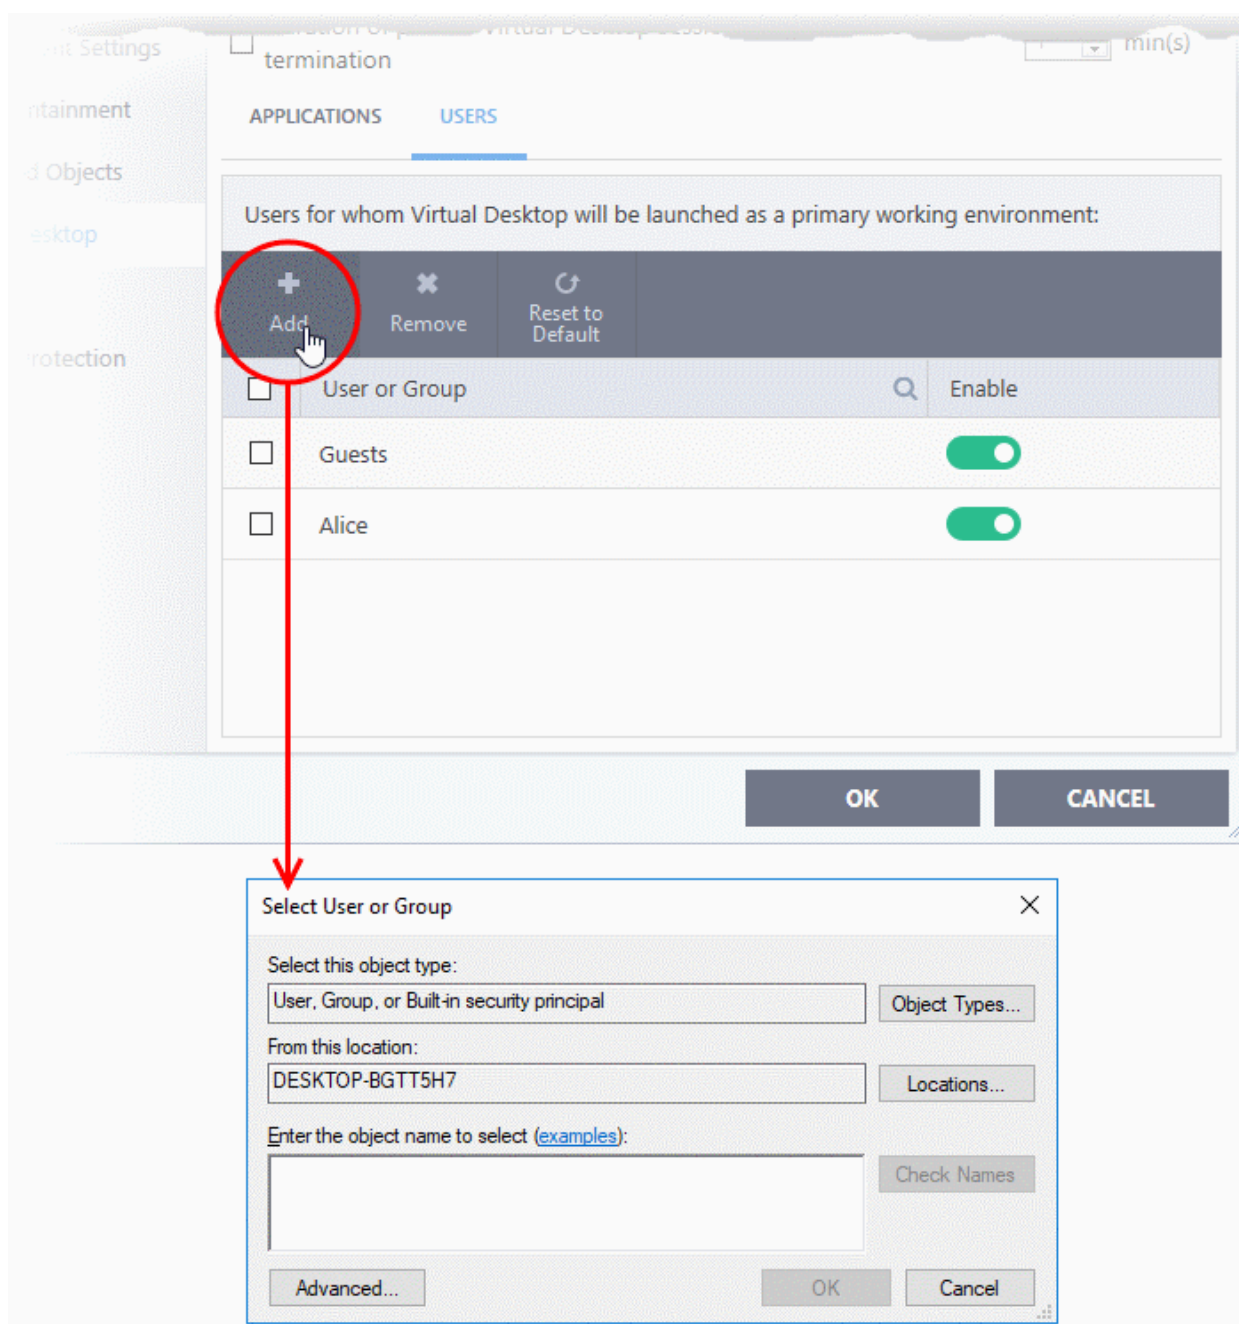 Settings
termination
min(s)
APPLICATIONS USERS
Objects
Users for whom Virtual Desktop will be launched as a primary working environment:
Add Remove Reset to
Default
User or Group Enable
Guests
Alice
OK CANCEL
Select User or Group
Select this object type:
User, Group, or Built-in security principal Object Types...
From this location:
DESKTOP-BGTT5H7 Locations...
Enter the object name to select (examples):
Check Names
Advanced... OK Cancel